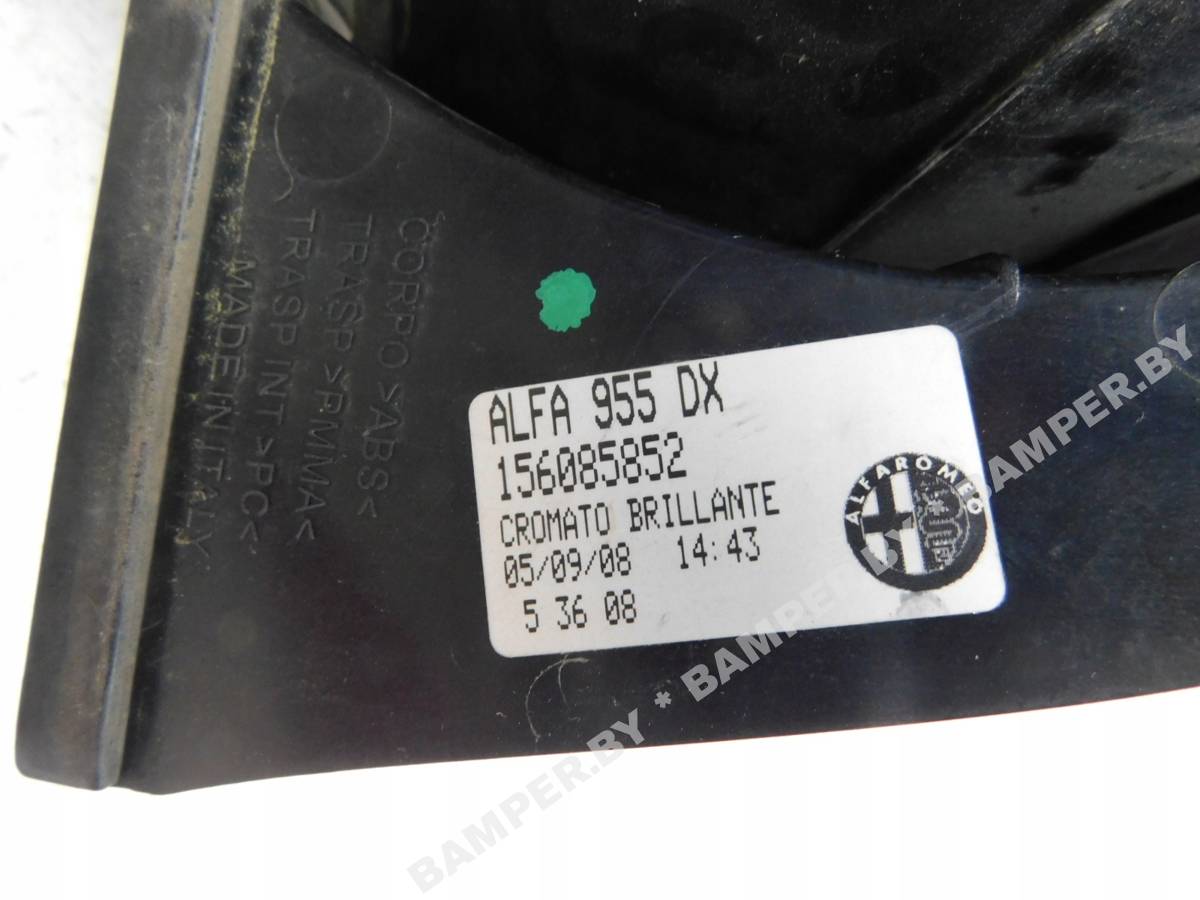 ALFA 955 DX
156085852
CROMATO BRILLANTE
05/09/08 14:43
5 36 08
ALFA ROMEO
CORPO >ABS<
TRASP >PMMA<
TRASP INT >PC<
MADE IN ITALY
BAMPER.BY * BAMPER.BY * BAMPER.BY * BAMPER.BY